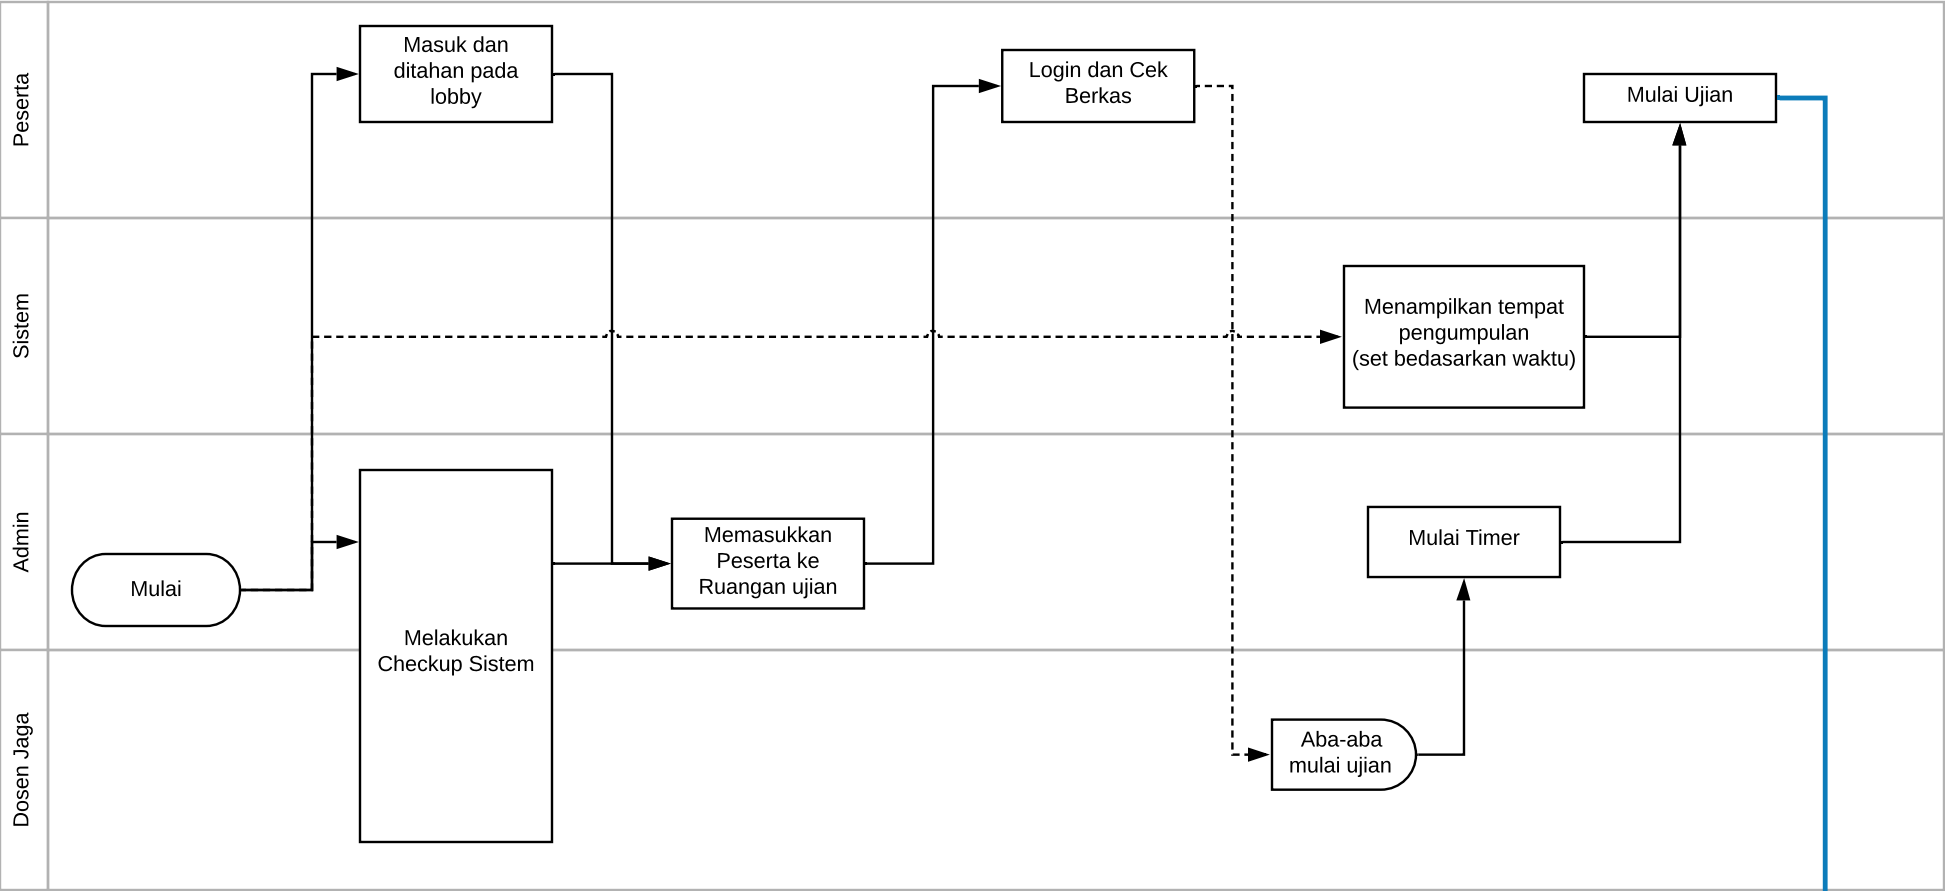 Peserta
Masuk dan
ditahan pada
lobby
Login dan Cek
Berkas
Mulai Ujian
Sistem
Menampilkan tempat
pengumpulan
(set bedasarkan waktu)
Admin
Mulai
Melakukan
Checkup Sistem
Memasukkan
Peserta ke
Ruangan ujian
Mulai Timer
Dosen Jaga
Aba-aba
mulai ujian